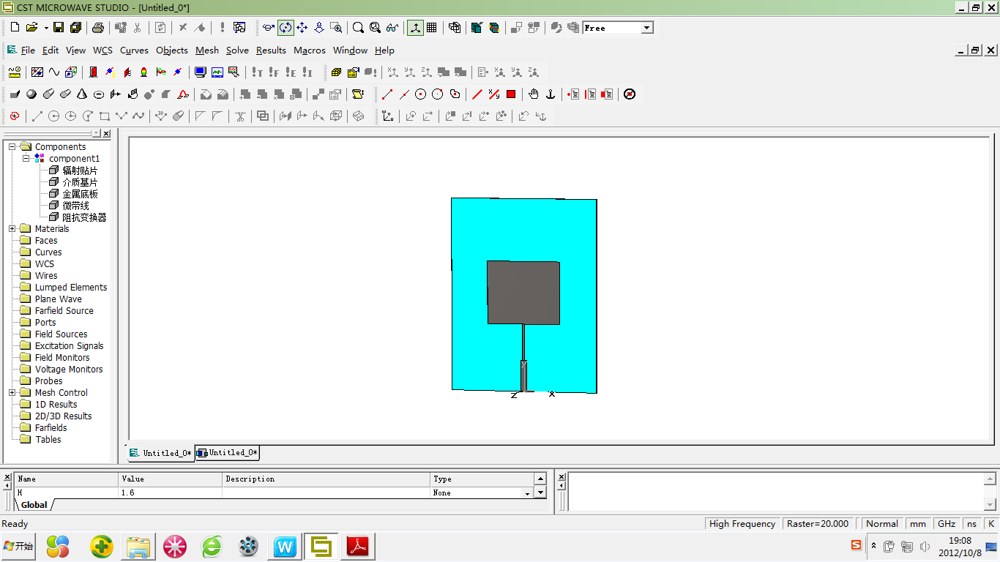 CST MICROWAVE STUDIO - [Untitled_0*]
Free
File Edit View WCS Curves Objects Mesh Solve Results Macros Window Help
Components
component1
辐射贴片
介质基片
金属底板
微带线
阻抗变换器
Materials
Faces
Curves
WCS
Wires
Lumped Elements
Plane Wave
Farfield Source
Ports
Field Sources
Excitation Signals
Field Monitors
Voltage Monitors
Probes
Mesh Control
1D Results
2D/3D Results
Farfields
Tables
Z X
Untitled_0* Untitled_0*
Name Value Description Type
H 1.6 None
Global
Ready High Frequency Raster=20.000 Normal mm GHz ns K
开始 19:08
2012/10/8